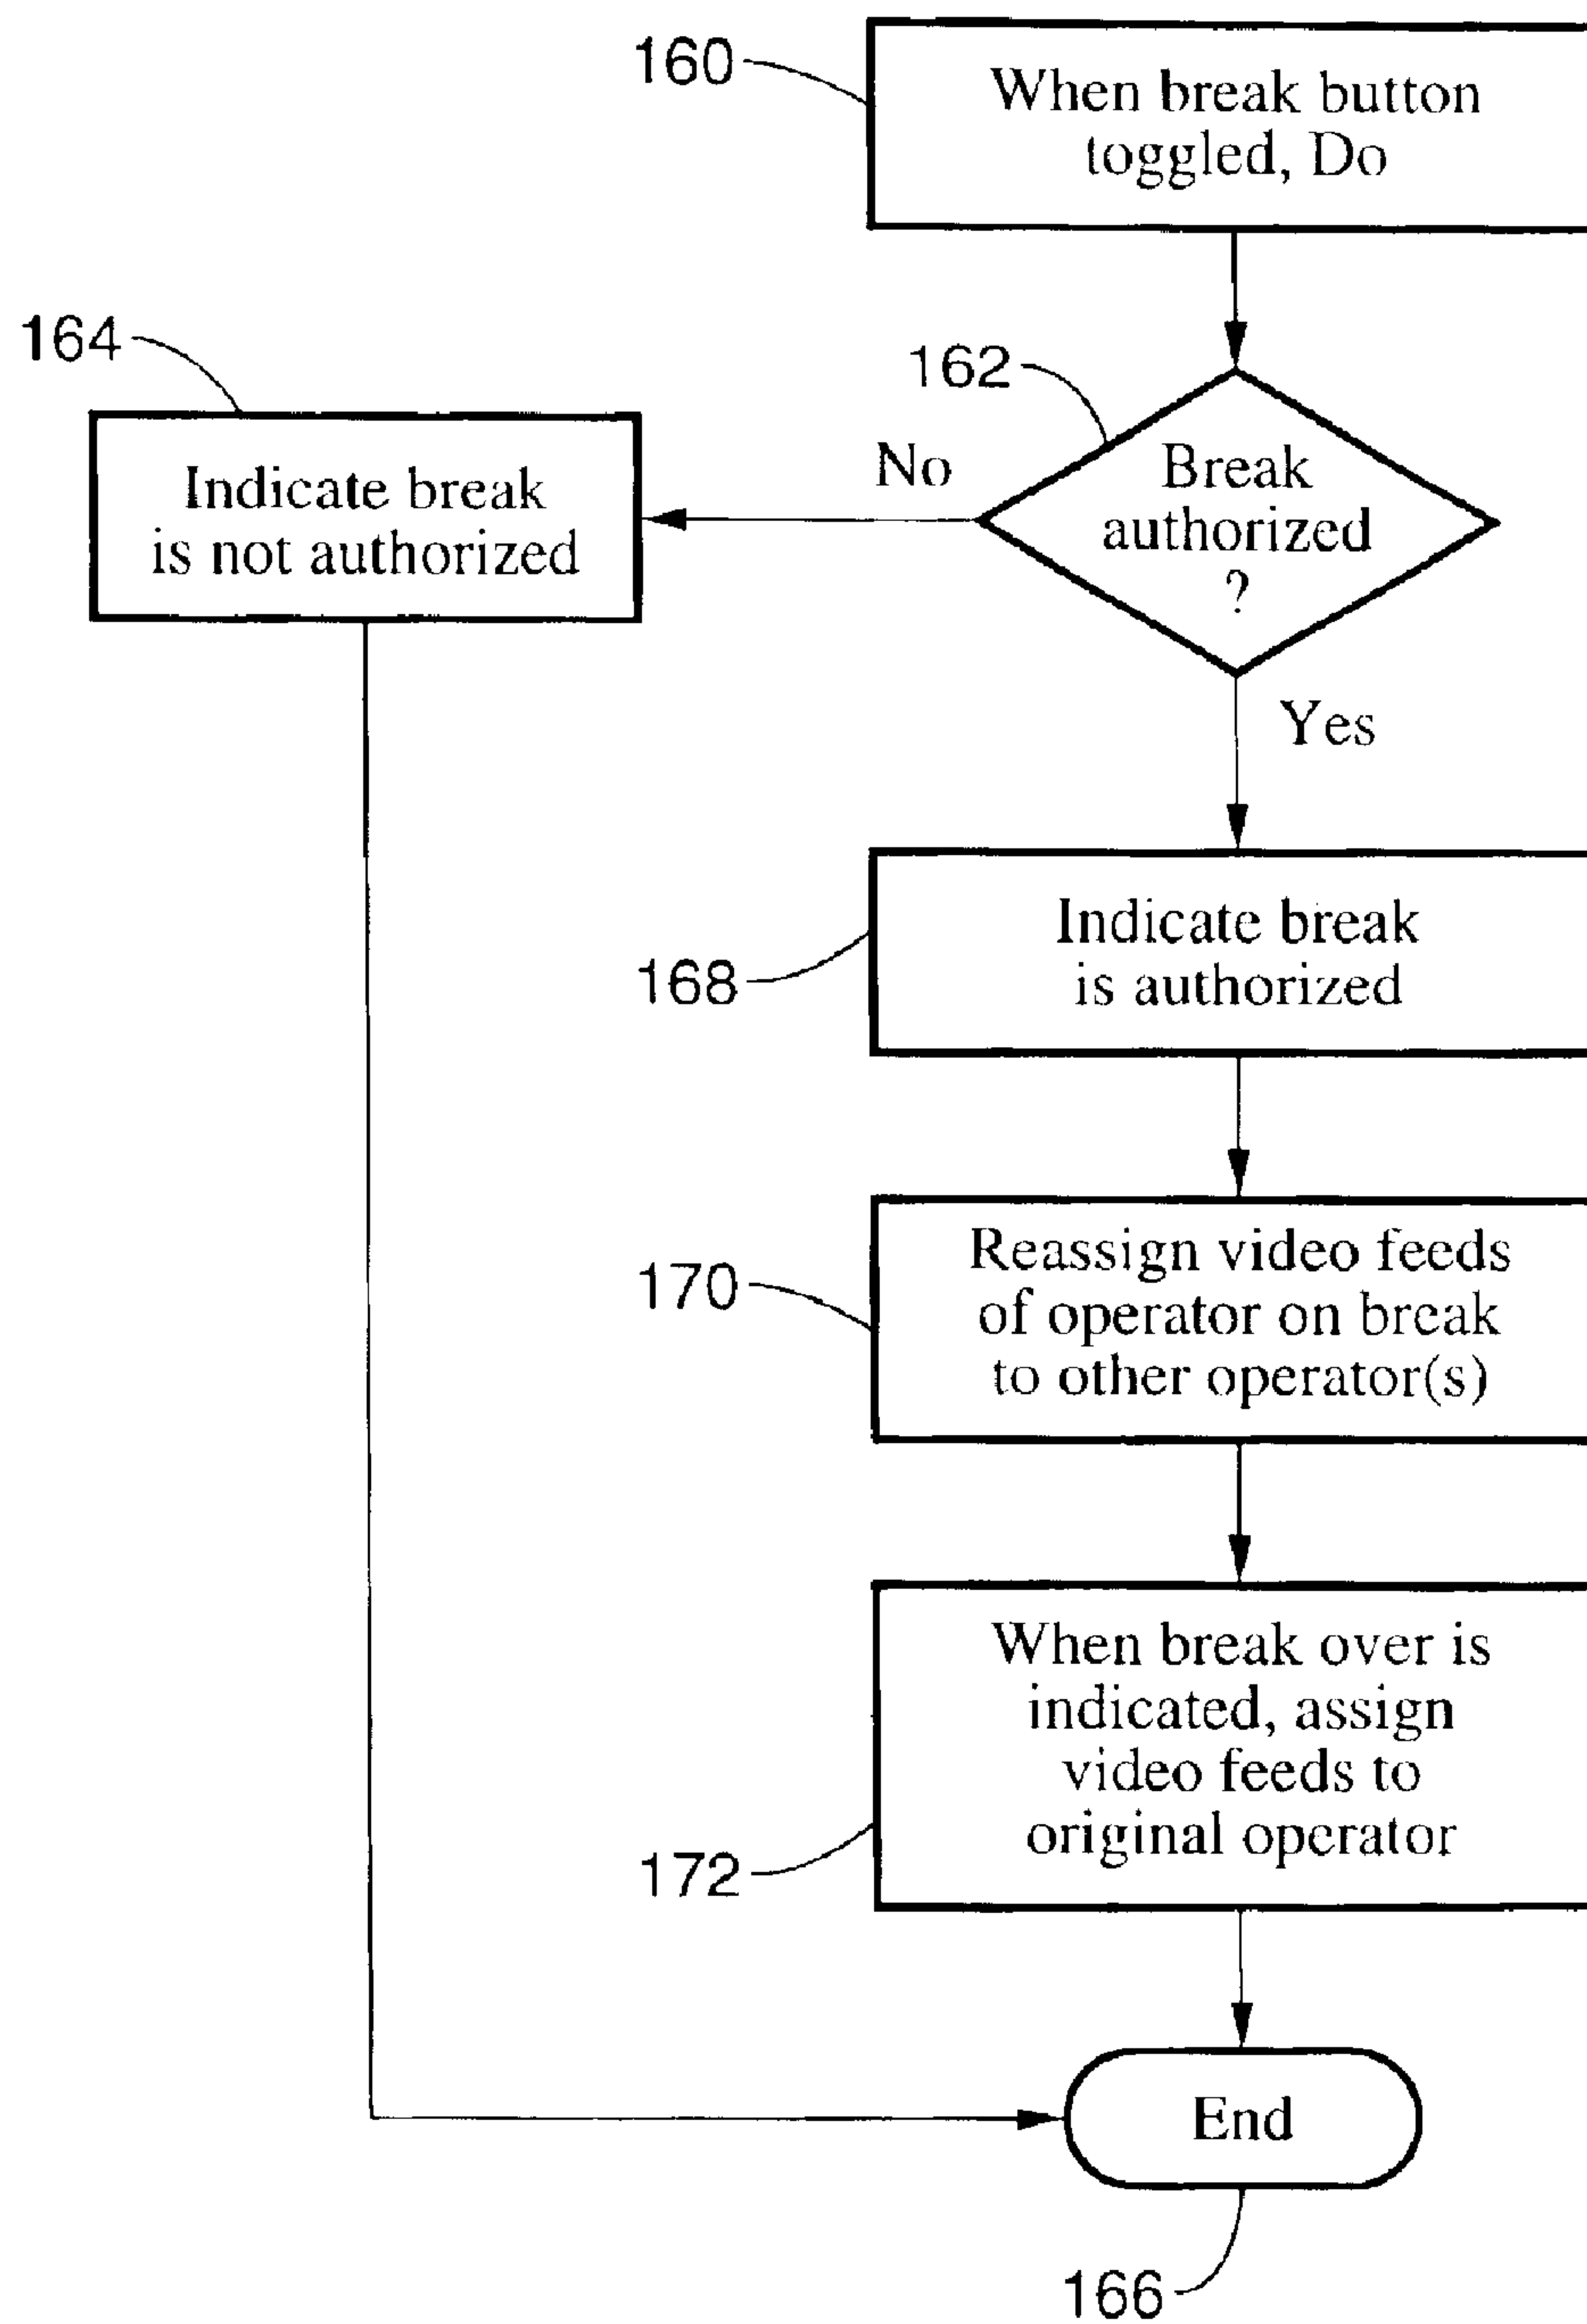 160
When break button
toggled, Do
164
162
No
Break
authorized
?
Indicate break
is not authorized
Yes
168
Indicate break
is authorized
170
Reassign video feeds
of operator on break
to other operator(s)
172
When break over is
indicated, assign
video feeds to
original operator
End
166